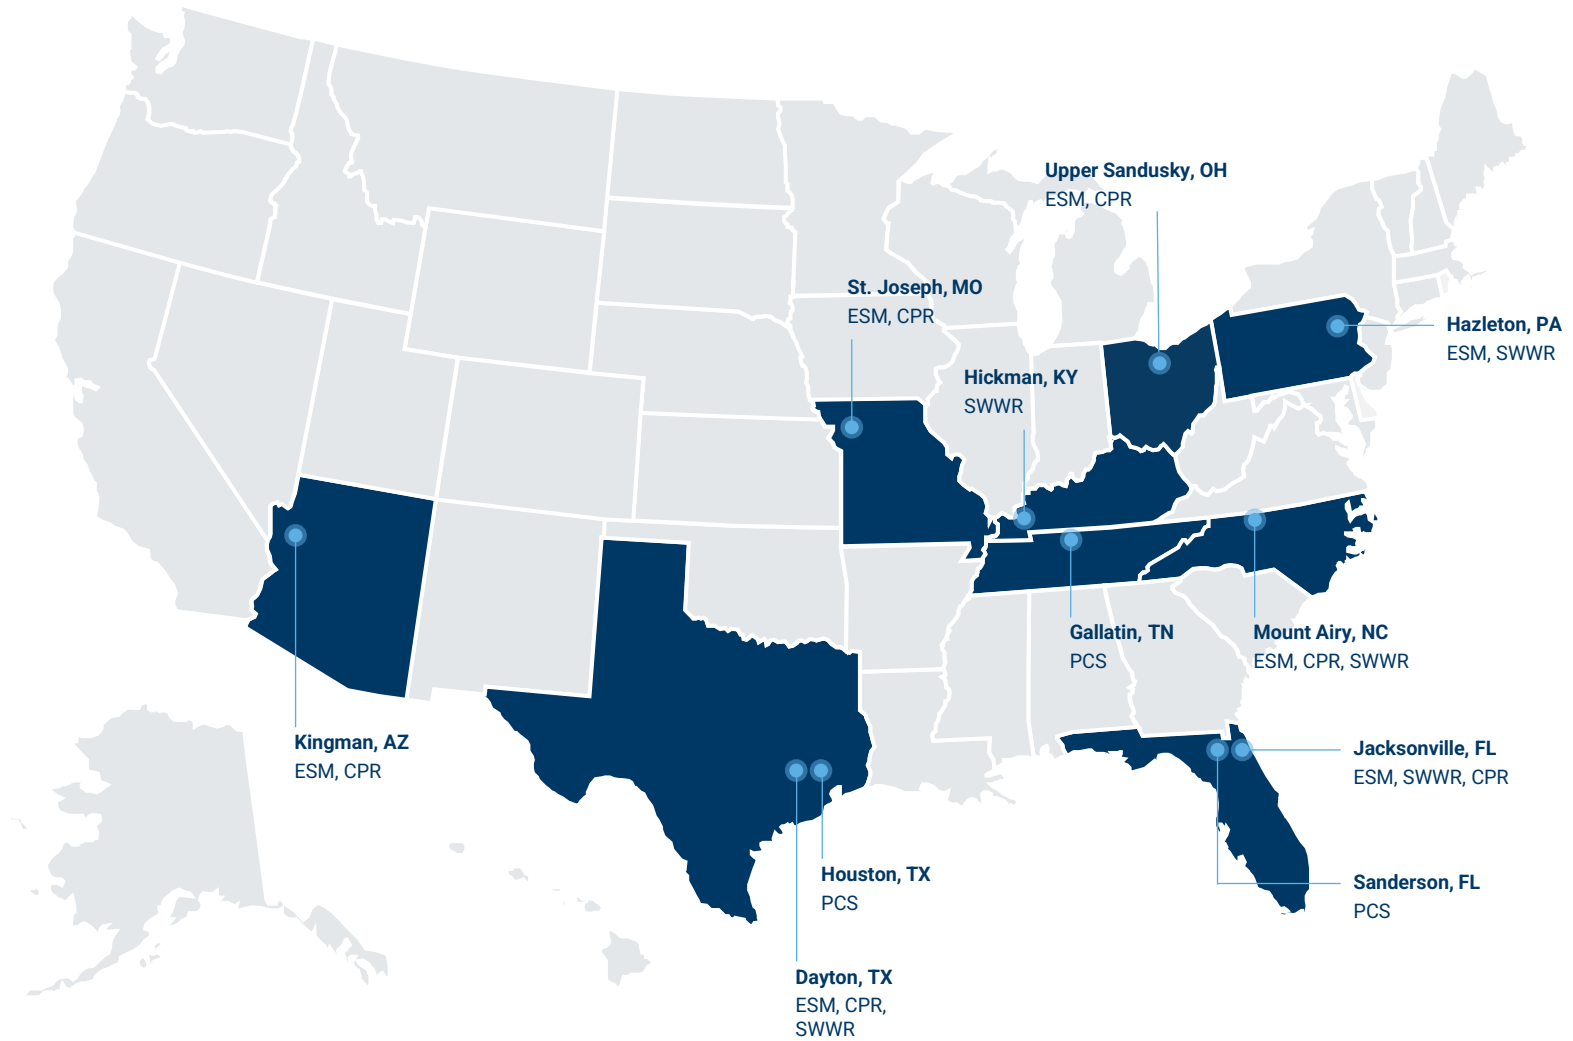 Upper Sandusky, OH
ESM, CPR
St. Joseph, MO
ESM, CPR
Hazleton, PA
ESM, SWWR
Hickman, KY
SWWR
Gallatin, TN
PCS
Mount Airy, NC
ESM, CPR, SWWR
Kingman, AZ
ESM, CPR
Jacksonville, FL
ESM, SWWR, CPR
Houston, TX
PCS
Sanderson, FL
PCS
Dayton, TX
ESM, CPR,
SWWR